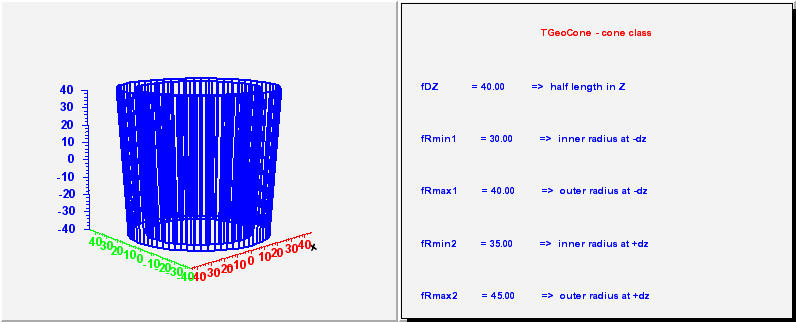 TGeoCone - cone class
fDZ = 40.00 => half length in Z
fRmin1 = 30.00 => inner radius at -dz
fRmax1 = 40.00 => outer radius at -dz
fRmin2 = 35.00 => inner radius at +dz
fRmax2 = 45.00 => outer radius at +dz
40
30
20
10
0
-10
-20
-30
-40
40 30 20 10 0 -10 -20 -30 -40
-40 -30 -20 -10 0 10 20 30 40
x